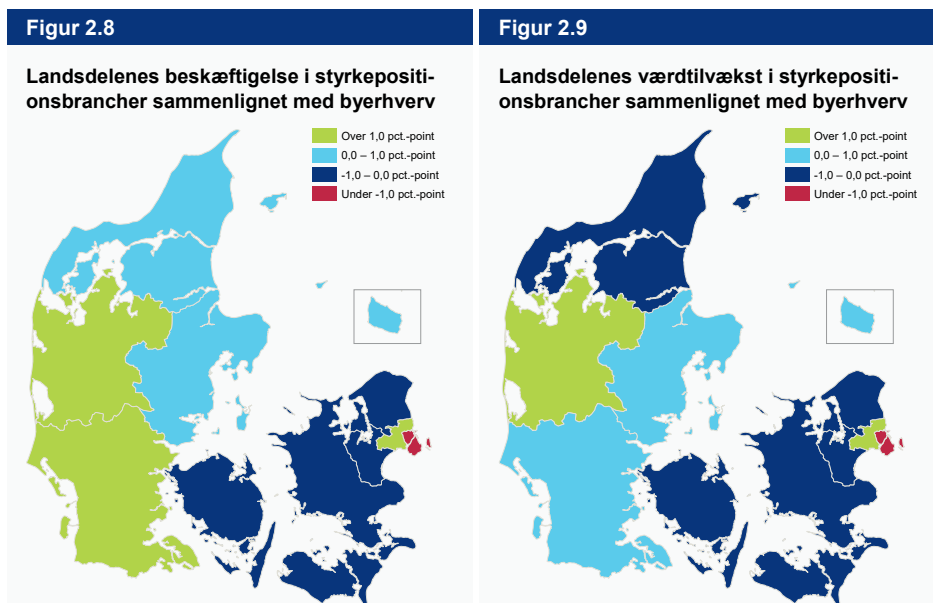 Figur 2.8
Landsdelenes beskæftigelse i styrkepositi-
onsbrancher sammenlignet med byerhverv
Over 1,0 pct.-point
0,0 – 1,0 pct.-point
-1,0 – 0,0 pct.-point
Under -1,0 pct.-point
Figur 2.9
Landsdelenes værdtilvækst i styrkepositi-
onsbrancher sammenlignet med byerhverv
Over 1,0 pct.-point
0,0 – 1,0 pct.-point
-1,0 – 0,0 pct.-point
Under -1,0 pct.-point